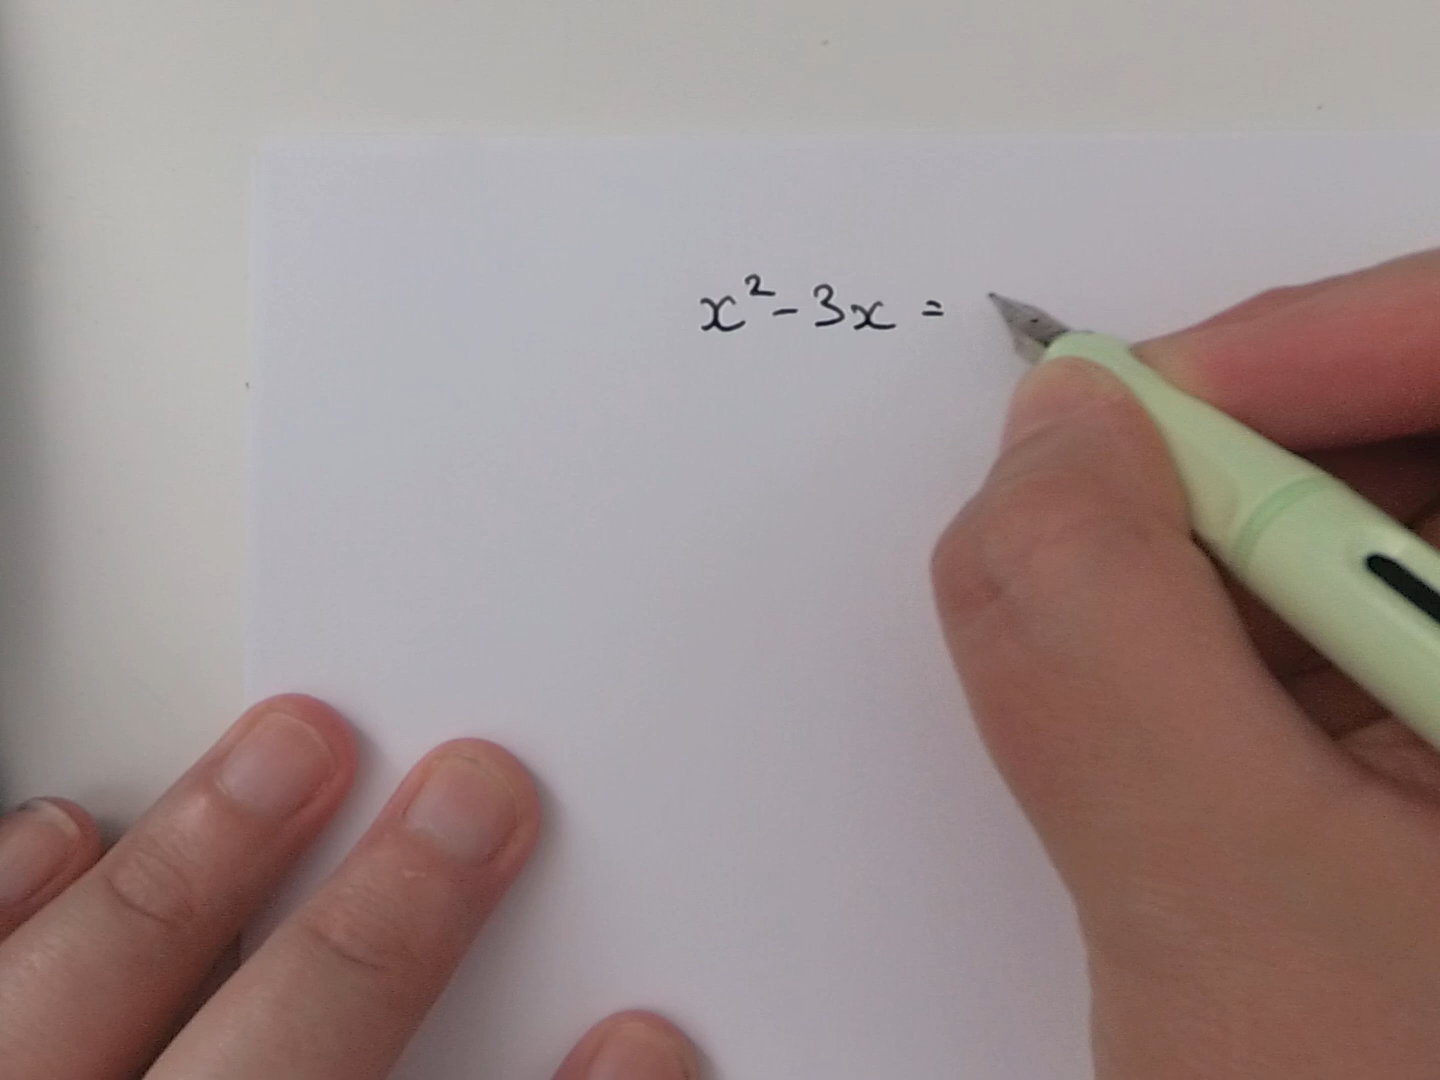 x² - 3x =